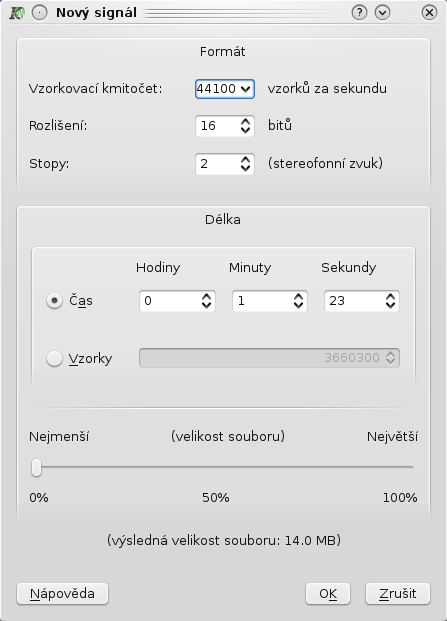 Nový signál
Formát
Vzorkovací kmitočet: 44100 vzorků za sekundu
Rozlišení: 16 bitů
Stopy: 2 (stereofonní zvuk)
Délka
Hodiny Minuty Sekundy
Čas 0 1 23
Vzorky 3660300
Nejmenší (velikost souboru) Největší
0% 50% 100%
(výsledná velikost souboru: 14.0 MB)
Nápověda OK Zrušit